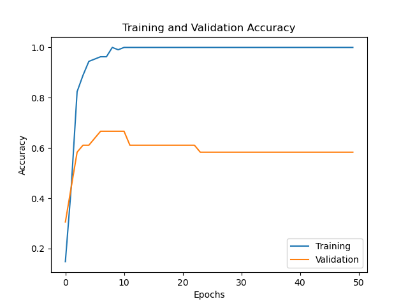 Training and Validation Accuracy
1.0
0.8
0.6
0.4
0.2
Accuracy
0
10
20
30
40
50
Epochs
Training
Validation